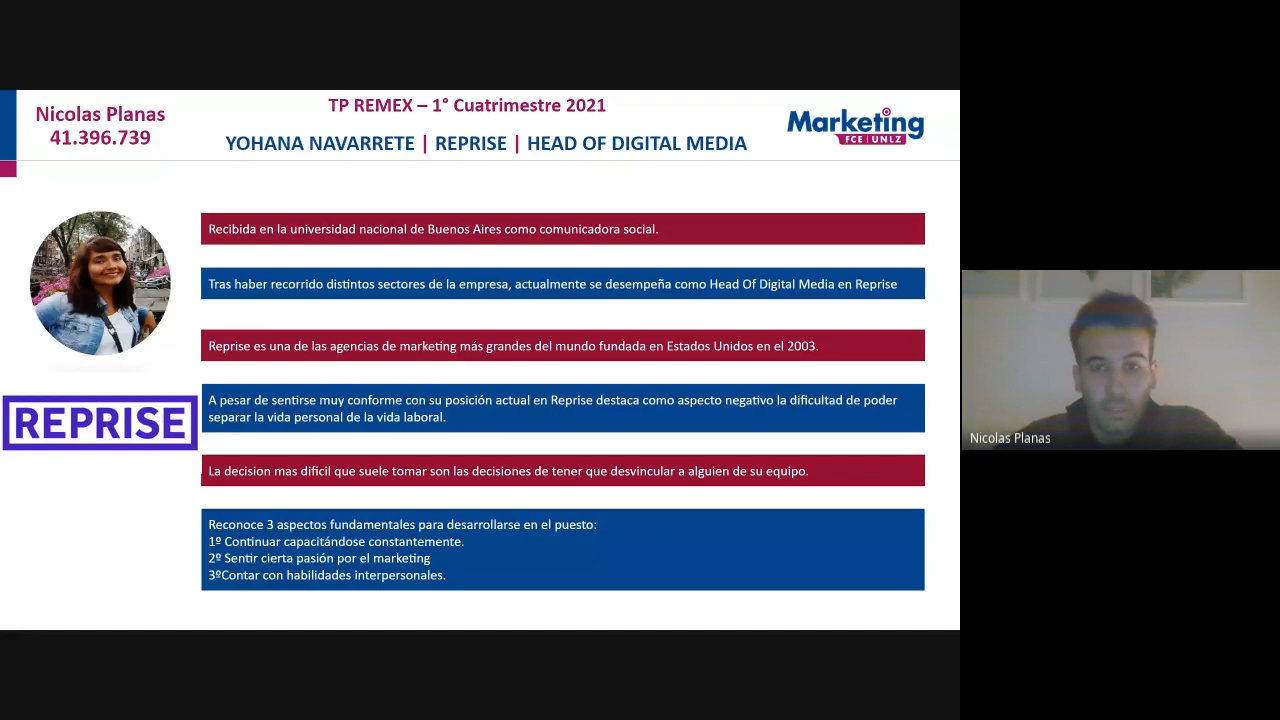 Nicolas Planas
41.396.739
TP REMEX – 1° Cuatrimestre 2021
YOHANA NAVARRETE | REPRISE | HEAD OF DIGITAL MEDIA
Marketing
FCE UNLZ
Recibida en la universidad nacional de Buenos Aires como comunicadora social.
Tras haber recorrido distintos sectores de la empresa, actualmente se desempeña como Head Of Digital Media en Reprise
Reprise es una de las agencias de marketing más grandes del mundo fundada en Estados Unidos en el 2003.
REPRISE
A pesar de sentirse muy conforme con su posición actual en Reprise destaca como aspecto negativo la dificultad de poder
separar la vida personal de la vida laboral.
La decision mas dificil que suele tomar son las decisiones de tener que desvincular a alguien de su equipo.
Reconoce 3 aspectos fundamentales para desarrollarse en el puesto:
1º Continuar capacitándose constantemente.
2º Sentir cierta pasión por el marketing
3ºContar con habilidades interpersonales.
Nicolas Planas